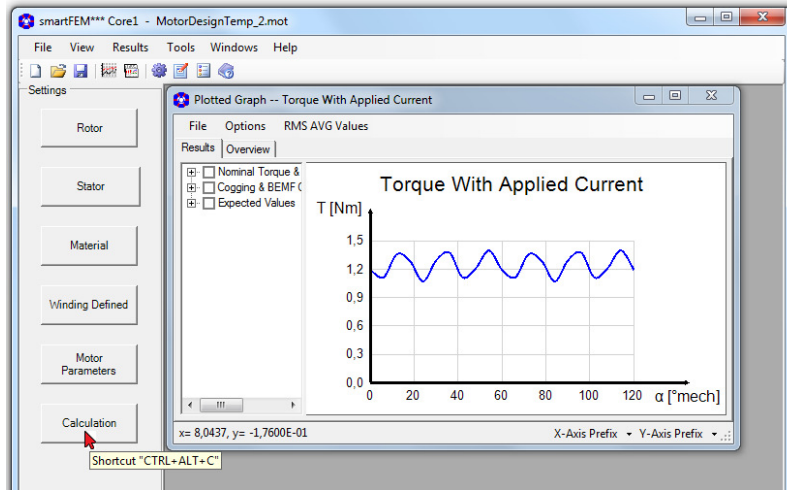 smartFEM*** Core1 - MotorDesignTemp_2.mot
File View Results Tools Windows Help
Settings
Rotor
Stator
Material
Winding Defined
Motor
Parameters
Calculation
Shortcut "CTRL+ALT+C"
Plotted Graph -- Torque With Applied Current
File Options RMS AVG Values
Results Overview
Nominal Torque &
Cogging & BEMF
Expected Values
Torque With Applied Current
T [Nm]
1,5
1,2
0,9
0,6
0,3
0,0
0 20 40 60 80 100 120 α [°mech]
x= 8,0437, y= -1,7600E-01 X-Axis Prefix Y-Axis Prefix